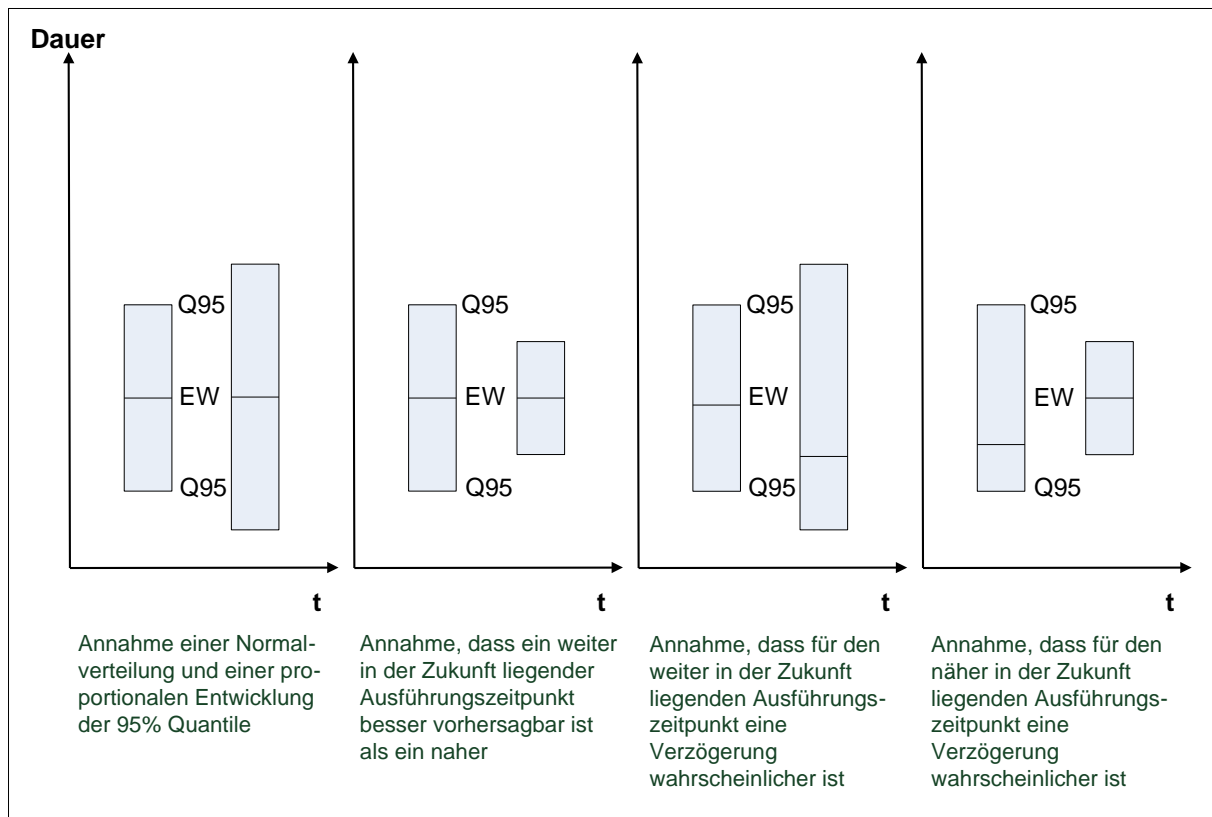 Dauer
Q95
EW
Q95
t
Annahme einer Normal-
verteilung und einer pro-
portionalen Entwicklung
der 95% Quantile
Q95
EW
Q95
t
Annahme, dass ein weiter
in der Zukunft liegender
Ausführungszeitpunkt
besser vorhersagbar ist
als ein naher
Q95
EW
Q95
t
Annahme, dass für den
weiter in der Zukunft
liegenden Ausführungs-
zeitpunkt eine
Verzögerung
wahrscheinlicher ist
Q95
EW
Q95
t
Annahme, dass für den
näher in der Zukunft
liegenden Ausführungs-
zeitpunkt eine
Verzögerung
wahrscheinlicher ist